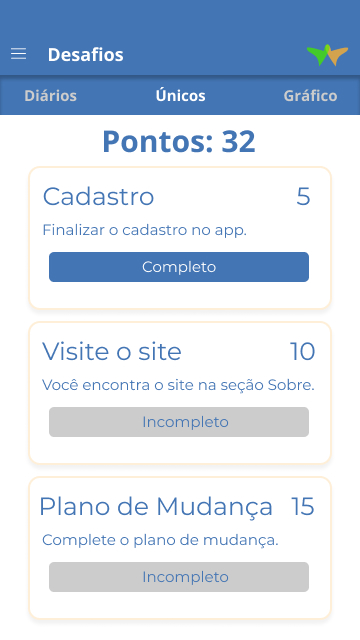 Desafios
Diários Únicos Gráfico
Pontos: 32
Cadastro 5
Finalizar o cadastro no app.
Completo
Visite o site 10
Você encontra o site na seção Sobre.
Incompleto
Plano de Mudança 15
Complete o plano de mudança.
Incompleto